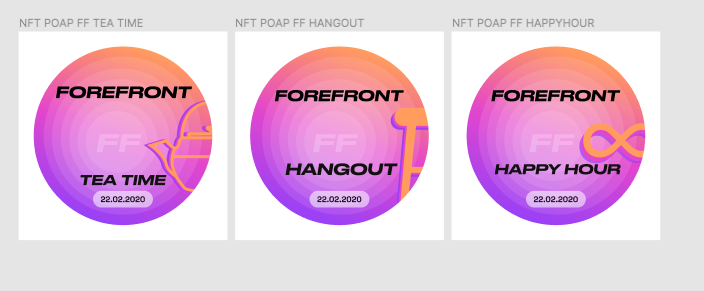 NFT POAP FF TEA TIME
FOREFRONT
FF
TEA TIME
22.02.2020
NFT POAP FF HANGOUT
FOREFRONT
FF
HANGOUT
22.02.2020
NFT POAP FF HAPPYHOUR
FOREFRONT
FF
HAPPY HOUR
22.02.2020